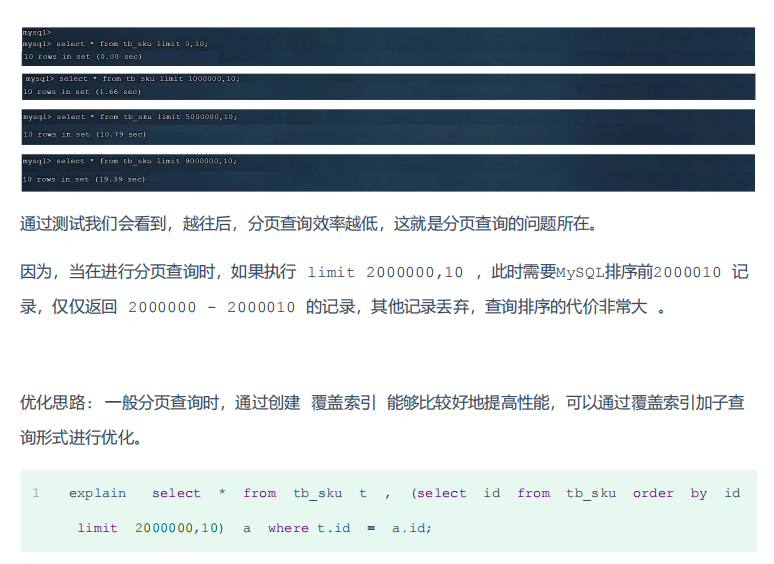 mysql>
mysql> select * from tb_sku limit 0,10;
10 rows in set (0.00 sec)
mysql> select * from tb_sku limit 1000000,10;
10 rows in set (1.66 sec)
mysql> select * from tb_sku limit 5000000,10;
10 rows in set (10.79 sec)
mysql> select * from tb_sku limit 9000000,10;
10 rows in set (19.39 sec)
通过测试我们会看到，越往后，分页查询效率越低，这就是分页查询的问题所在。
因为，当在进行分页查询时，如果执行 limit 2000000,10 ，此时需要MySQL排序前2000010 记
录，仅仅返回 2000000 - 2000010 的记录，其他记录丢弃，查询排序的代价非常大 。
优化思路: 一般分页查询时，通过创建 覆盖索引 能够比较好地提高性能，可以通过覆盖索引加子查
询形式进行优化。
1 explain select * from tb_sku t , (select id from tb_sku order by id
limit 2000000,10) a where t.id = a.id;